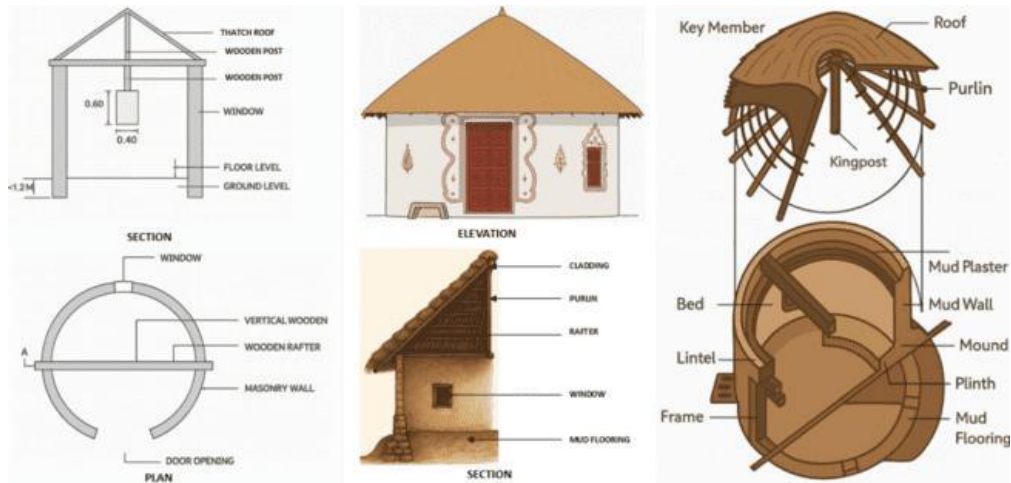 THATCH ROOF
WOODEN POST
WOODEN POST
0.60
0.40
WINDOW
FLOOR LEVEL
GROUND LEVEL
<1.2 M
SECTION
WINDOW
VERTICAL WOODEN
WOODEN RAFTER
A
MASONRY WALL
DOOR OPENING
PLAN
ELEVATION
CLADDING
PURLIN
RAFTER
WINDOW
MUD FLOORING
SECTION
Key Member
Roof
Purlin
Kingpost
Mud Plaster
Bed
Mud Wall
Lintel
Mound
Plinth
Frame
Mud
Flooring